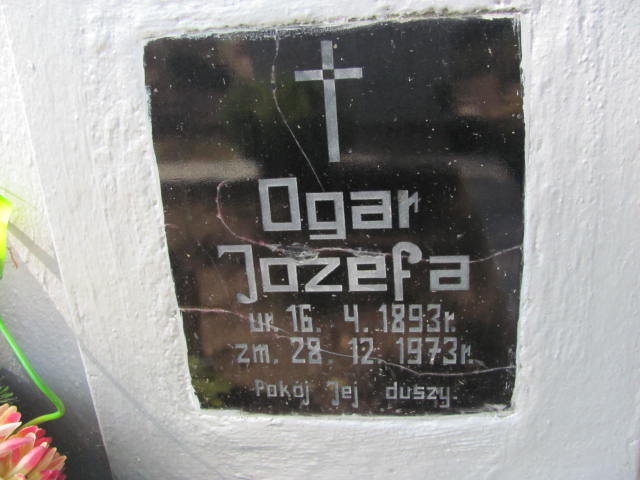 Ogar
Jozefa
ur. 16. 4. 1893r.
zm. 28. 12. 1973r.
Pokój Jej duszy.